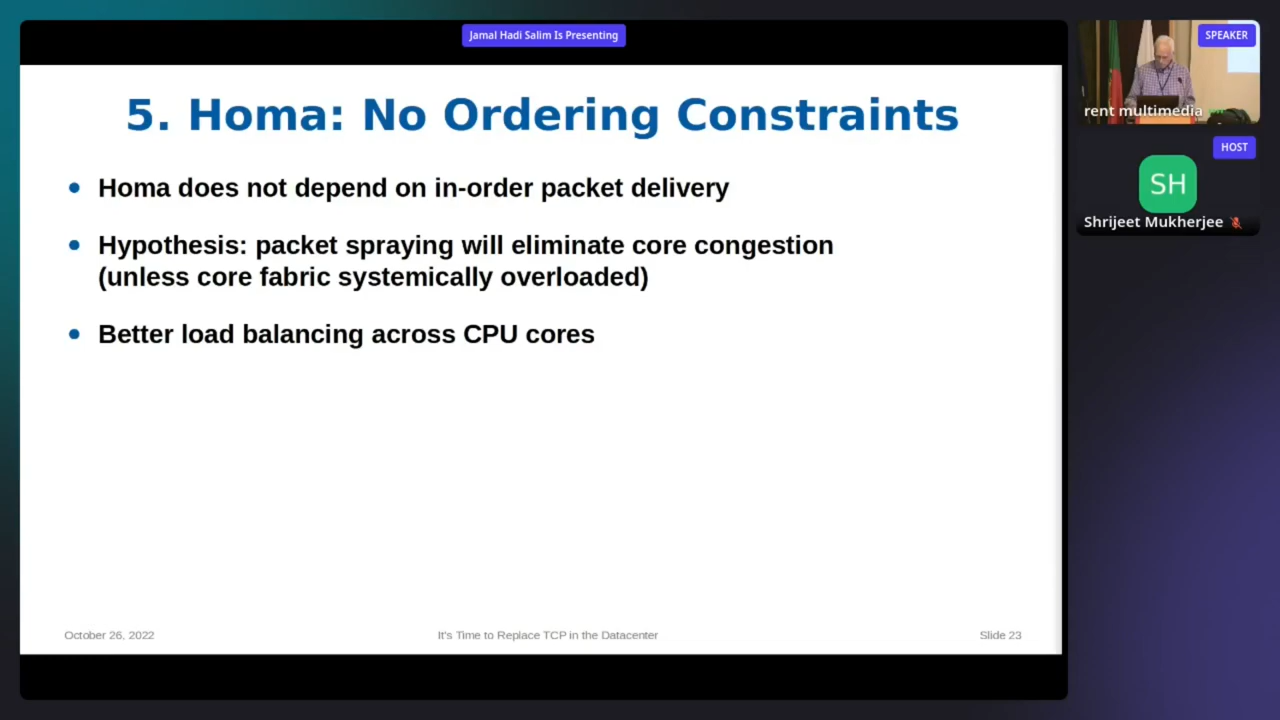 Jamal Hadi Salim Is Presenting
SPEAKER
rent multimedia
HOST
SH
Shrijeet Mukherjee
5. Homa: No Ordering Constraints
• Homa does not depend on in-order packet delivery
• Hypothesis: packet spraying will eliminate core congestion
(unless core fabric systemically overloaded)
• Better load balancing across CPU cores
October 26, 2022
It's Time to Replace TCP in the Datacenter
Slide 23